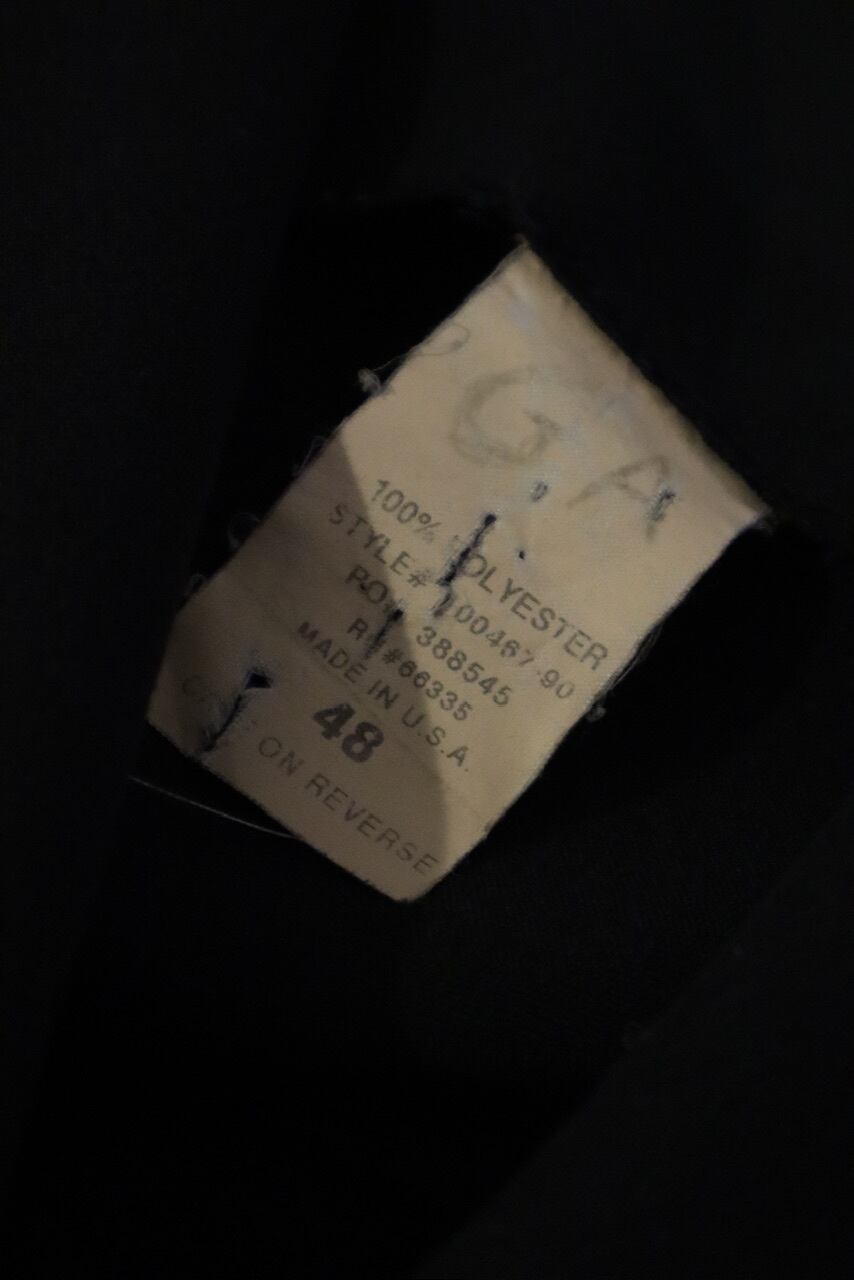 G. A
100% POLYESTER
STYLE# 100467-90
PO# 388545
RN#66335
MADE IN U.S.A.
48
ON REVERSE